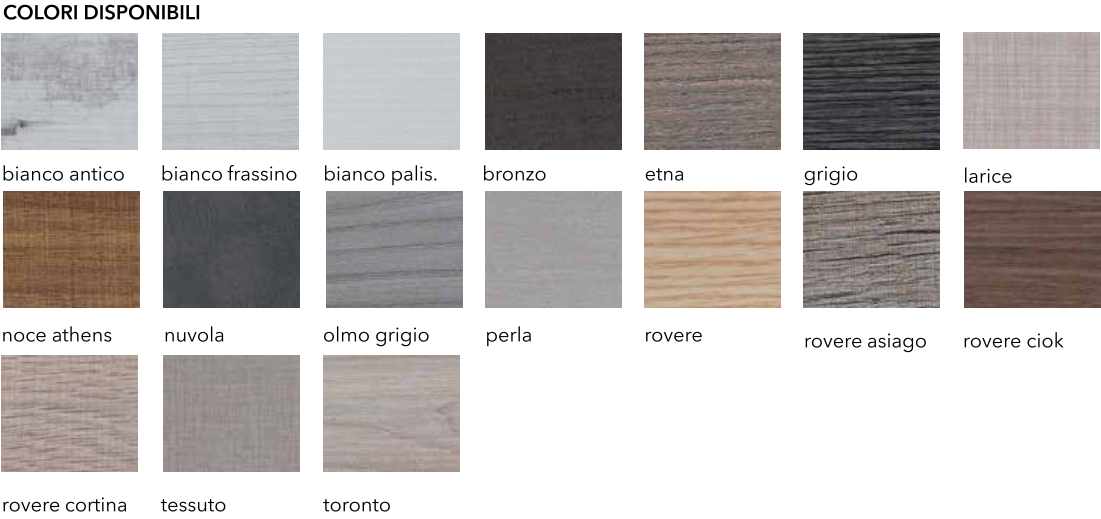 COLORI DISPONIBILI
bianco antico
bianco frassino
bianco palis.
bronzo
etna
grigio
larice
noce athens
nuvola
olmo grigio
perla
rovere
rovere asiago
rovere ciok
rovere cortina
tessuto
toronto